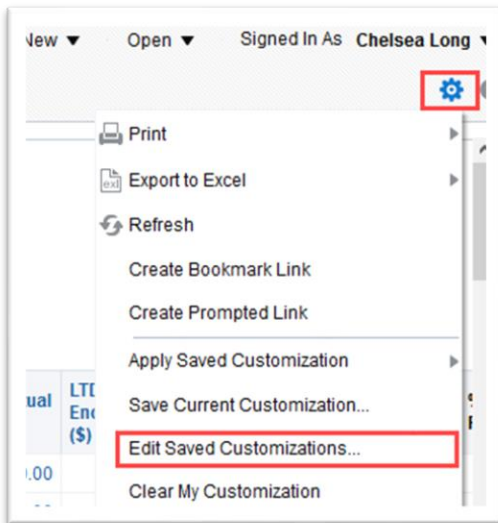 New ▼ Open ▼ Signed In As Chelsea Long
Print
Export to Excel
Refresh
Create Bookmark Link
Create Prompted Link
Apply Saved Customization
ual LTD
Save Current Customization...
($)
Edit Saved Customizations...
.00
Clear My Customization